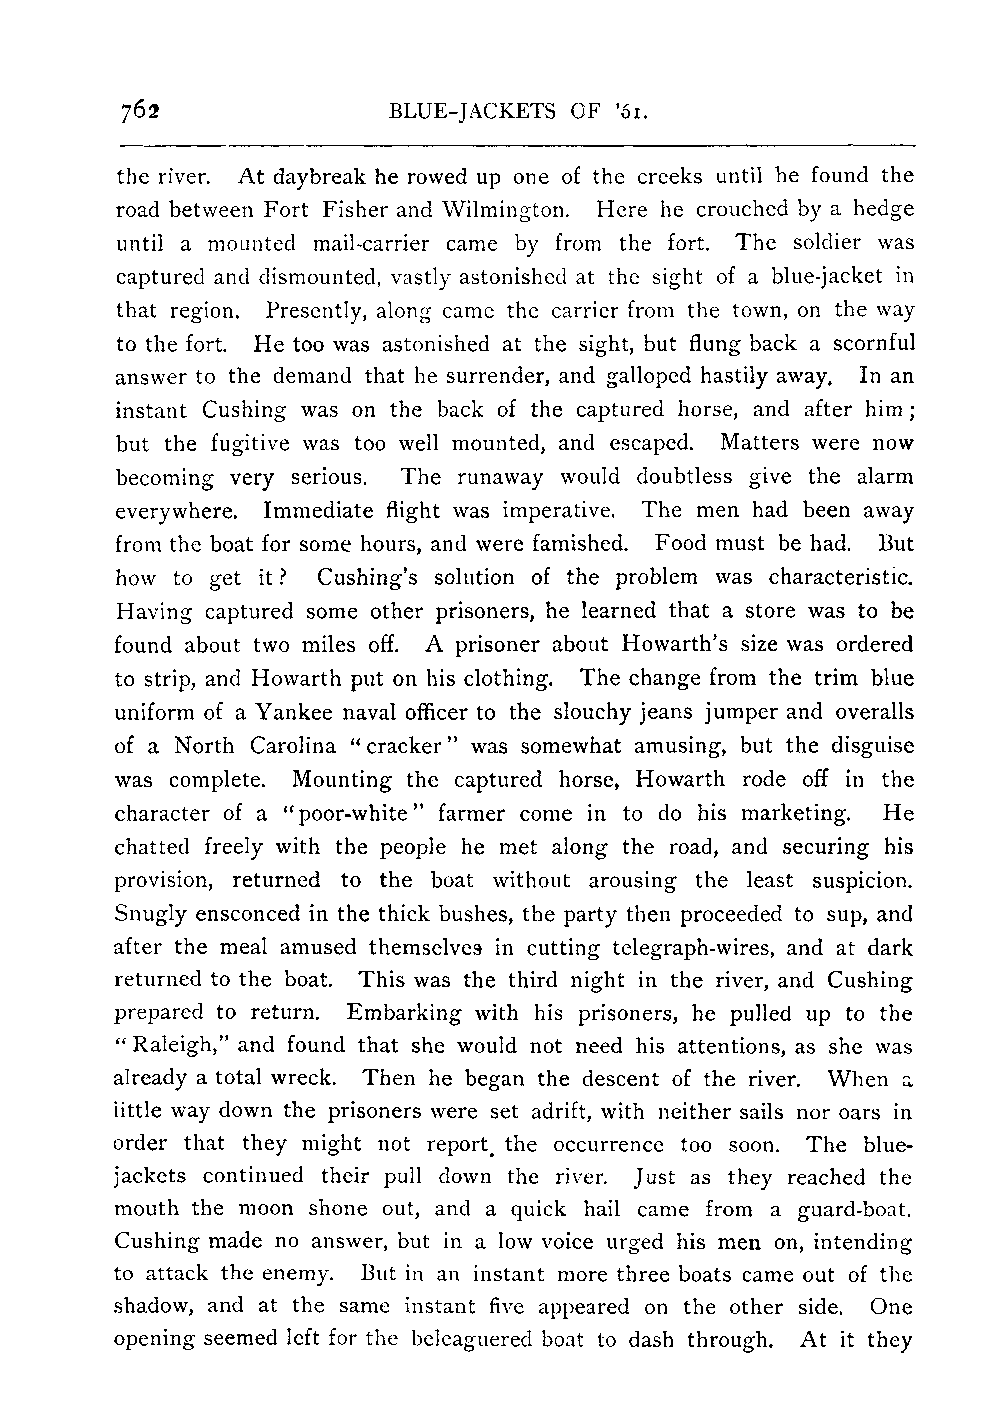 762 BLUE-JACKETS OF '61.
the river. At daybreak he rowed up one of the creeks until he found the
road between Fort Fisher and Wilmington. Here he crouched by a hedge
until a mounted mail-carrier came by from the fort. The soldier was
captured and dismounted, vastly astonished at the sight of a blue-jacket in
that region. Presently, along came the carrier from the town, on the way
to the fort. He too was astonished at the sight, but flung back a scornful
answer to the demand that he surrender, and galloped hastily away. In an
instant Cushing was on the back of the captured horse, and after him;
but the fugitive was too well mounted, and escaped. Matters were now
becoming very serious. The runaway would doubtless give the alarm
everywhere. Immediate flight was imperative. The men had been away
from the boat for some hours, and were famished. Food must be had. But
how to get it? Cushing's solution of the problem was characteristic.
Having captured some other prisoners, he learned that a store was to be
found about two miles off. A prisoner about Howarth's size was ordered
to strip, and Howarth put on his clothing. The change from the trim blue
uniform of a Yankee naval officer to the slouchy jeans jumper and overalls
of a North Carolina "cracker" was somewhat amusing, but the disguise
was complete. Mounting the captured horse, Howarth rode off in the
character of a "poor-white" farmer come in to do his marketing. He
chatted freely with the people he met along the road, and securing his
provision, returned to the boat without arousing the least suspicion.
Snugly ensconced in the thick bushes, the party then proceeded to sup, and
after the meal amused themselves in cutting telegraph-wires, and at dark
returned to the boat. This was the third night in the river, and Cushing
prepared to return. Embarking with his prisoners, he pulled up to the
"Raleigh," and found that she would not need his attentions, as she was
already a total wreck. Then he began the descent of the river. When a
little way down the prisoners were set adrift, with neither sails nor oars in
order that they might not report. the occurrence too soon. The blue-
jackets continued their pull down the river. Just as they reached the
mouth the moon shone out, and a quick hail came from a guard-boat.
Cushing made no answer, but in a low voice urged his men on, intending
to attack the enemy. But in an instant more three boats came out of the
shadow, and at the same instant five appeared on the other side. One
opening seemed left for the beleaguered boat to dash through. At it they